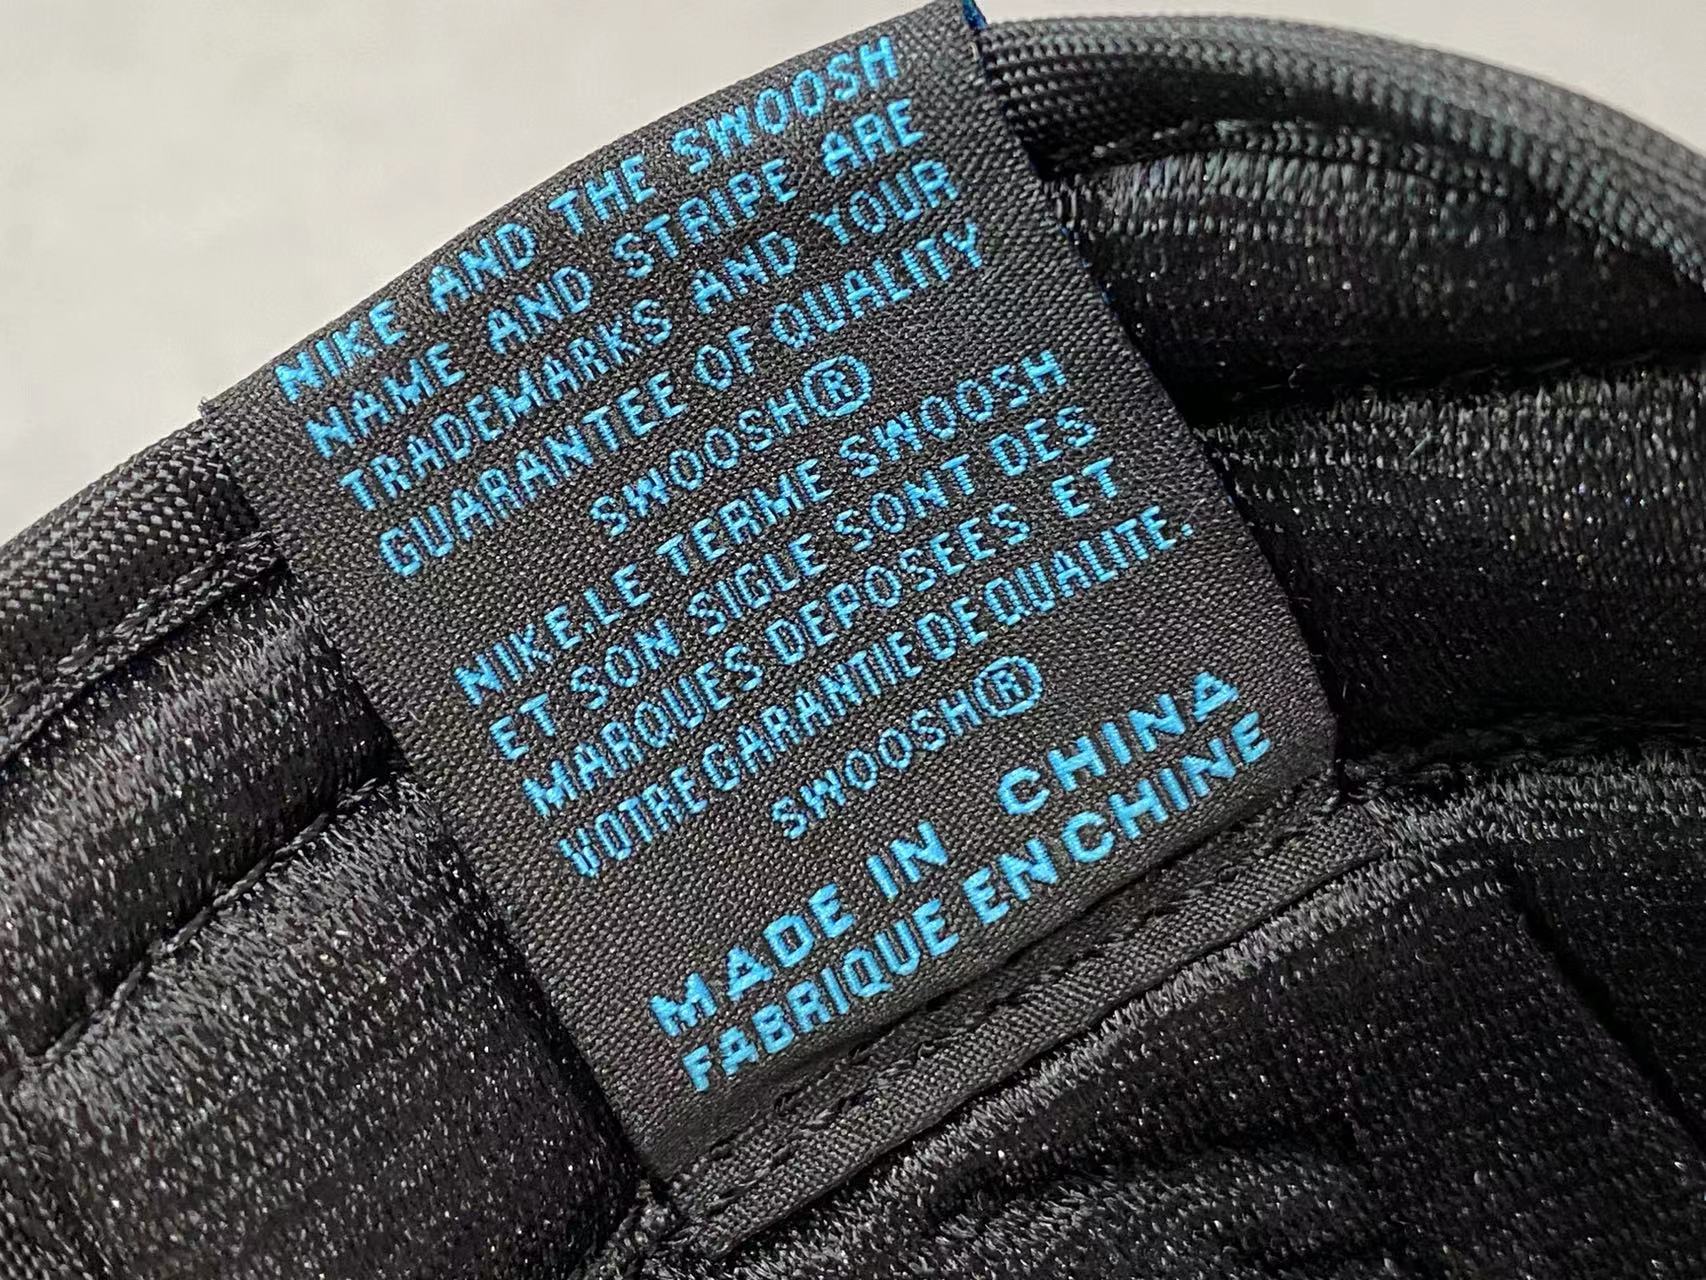 NIKE AND THE SWOOSH
NAME AND STRIPE ARE
TRADEMARKS AND YOUR
GUARANTEE OF QUALITY
SWOOSH®
NIKE,LE TERME SWOOSH
ET SON SIGLE SONT DES
MARQUES DEPOSEES ET
VOTRE GARANTIE DE QUALITE.
SWOOSH®
MADE IN CHINA
FABRIQUE EN CHINE